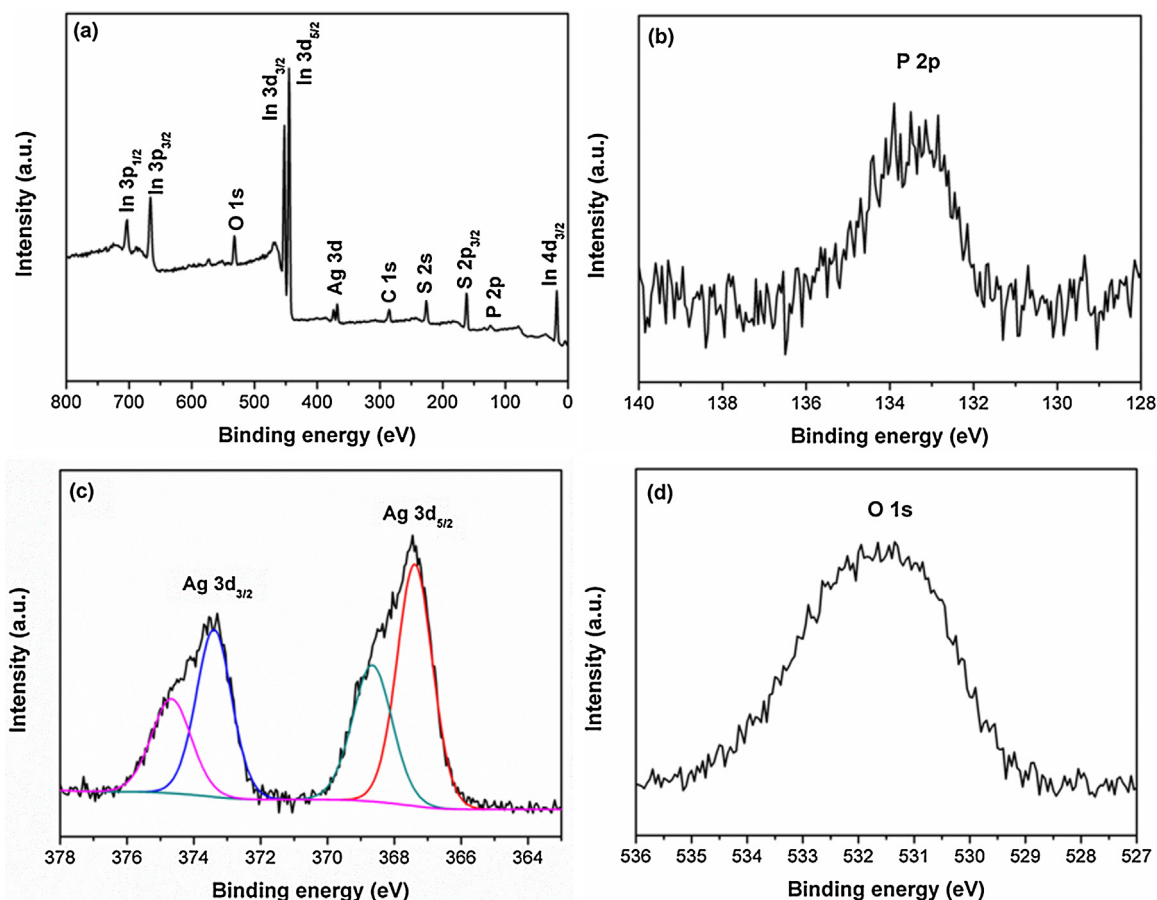 (a)
In 3p1/2
In 3p3/2
O 1s
In 3d3/2
In 3d5/2
Ag 3d
C 1s
S 2s
S 2p3/2
P 2p
In 4d3/2
Intensity (a.u.)
800 700 600 500 400 300 200 100 0
Binding energy (eV)
(b)
P 2p
Intensity (a.u.)
140 138 136 134 132 130 128
Binding energy (eV)
(c)
Ag 3d3/2
Ag 3d5/2
Intensity (a.u.)
378 376 374 372 370 368 366 364
Binding energy (eV)
(d)
O 1s
Intensity (a.u.)
536 535 534 533 532 531 530 529 528 527
Binding energy (eV)